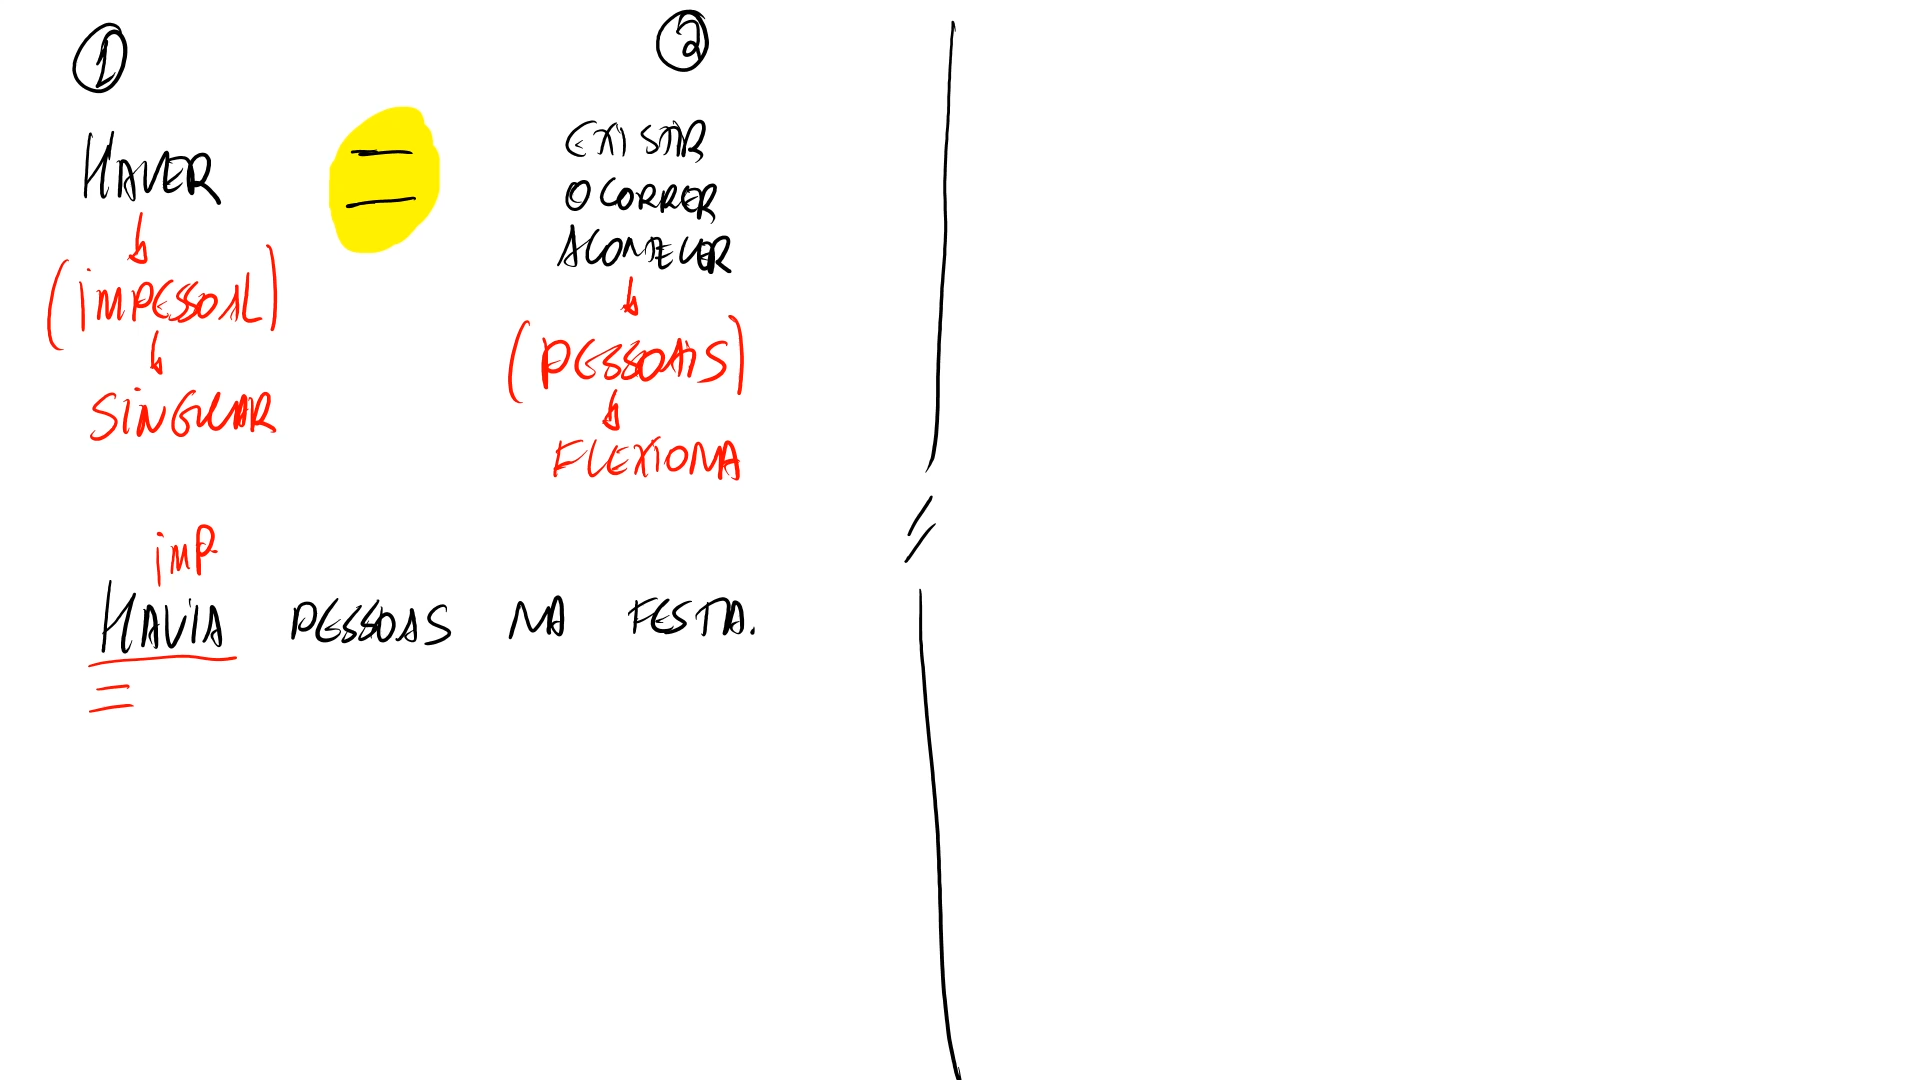 1
2
HAVER
=
EXISTIR
OCORRER
ACONTECER
(IMPESSOAL)
(PESSOAIS)
SINGULAR
FLEXIONA
IMP.
HAVIA PESSOAS NA FESTA.
=